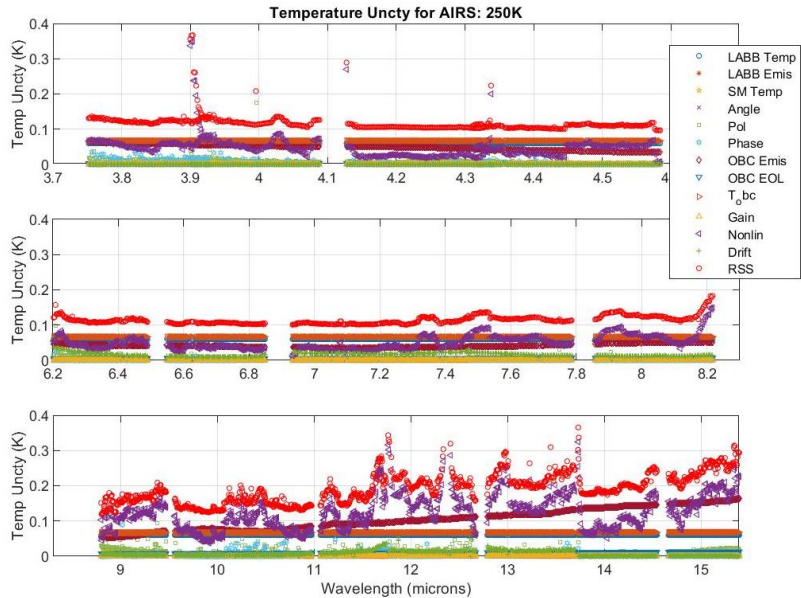 Temperature Uncty for AIRS: 250K
0.4
0.3
0.2
0.1
0
Temp Uncty (K)
3.7 3.8 3.9 4 4.1 4.2 4.3 4.4 4.5 4
LABB Temp
LABB Emis
SM Temp
Angle
Pol
Phase
OBC Emis
OBC EOL
Tobc
Gain
Nonlin
Drift
RSS
0.4
0.3
0.2
0.1
0
Temp Uncty (K)
6.2 6.4 6.6 6.8 7 7.2 7.4 7.6 7.8 8 8.2
0.4
0.3
0.2
0.1
0
Temp Uncty (K)
9 10 11 12 13 14 15
Wavelength (microns)